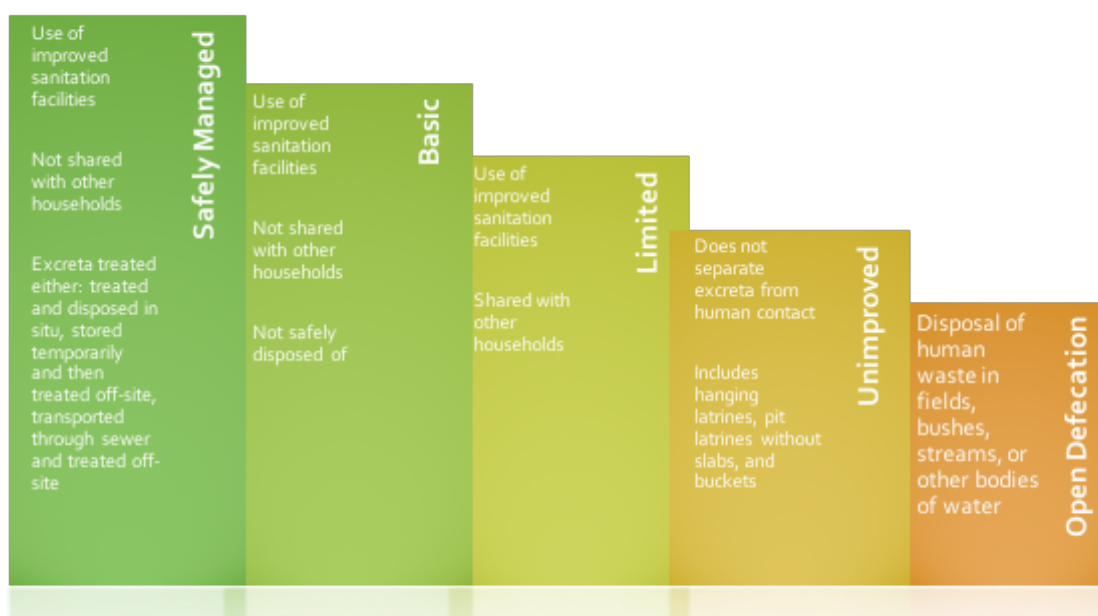 Safely Managed
Use of
improved
sanitation
facilities
Not shared
with other
households
Excreta treated
either: treated
and disposed in
situ, stored
temporarily
and then
treated off-site,
transported
through sewer
and treated off-
site
Basic
Use of
improved
sanitation
facilities
Not shared
with other
households
Not safely
disposed of
Limited
Use of
improved
sanitation
facilities
Shared with
other
households
Unimproved
Does not
separate
excreta from
human contact
Includes
hanging
latrines, pit
latrines without
slabs, and
buckets
Open Defecation
Disposal of
human
waste in
fields,
bushes,
streams, or
other bodies
of water